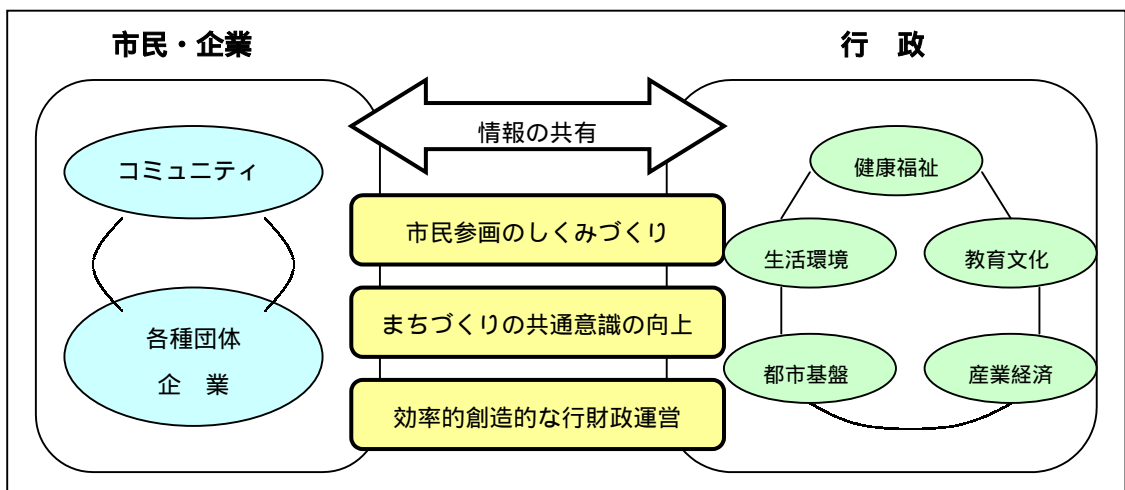 市民・企業
行　政
情報の共有
コミュニティ
各種団体
企　業
市民参画のしくみづくり
まちづくりの共通意識の向上
効率的創造的な行財政運営
健康福祉
生活環境
教育文化
都市基盤
産業経済